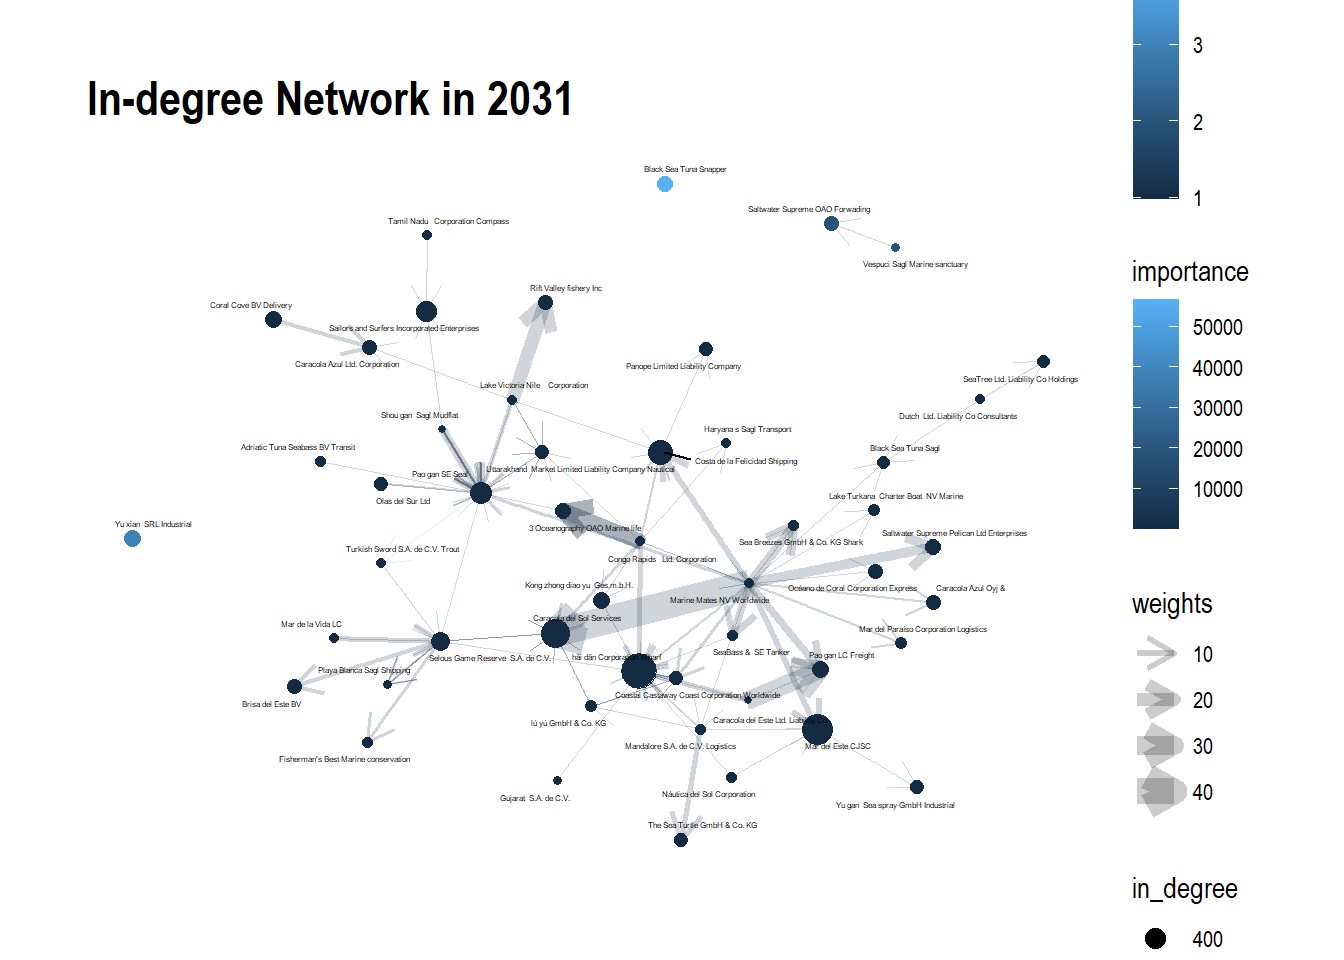 In-degree Network in 2031
Black Sea Tuna Snapper
Saltwater Supreme OAO Forwading
Vespuci Sagl Marine sanctuary
Tamil Nadu Corporation Compass
Rift Valley fishery Inc
Coral Cove BV Delivery
Sailors and Surfers Incorporated Enterprises
Caracola Azul Ltd. Corporation
Panope Limited Liability Company
SeaTree Ltd. Liability Co Holdings
Lake Victoria Nile Corporation
Shou gan Sagl Mudflat
Dutch Ltd. Liability Co Consultants
Haryana s Sagl Transport
Adriatic Tuna Seabass BV Transit
Black Sea Tuna Sagl
Costa de la Felicidad Shipping
Uttarakhand Market Limited Liability Company Nautical
Pao gan SE Seal
Olas del Sur Ltd
Lake Turkana Charter Boat NV Marine
Yu xian SRL Industrial
3 Oceanography OAO Marine life
Saltwater Supreme Pelican Ltd Enterprises
Sea Breezes GmbH & Co. KG Shark
Turkish Sword S.A. de C.V. Trout
Congo Rapids Ltd. Corporation
Kong zhong diao yu Ges.m.b.H.
Océano de Coral Corporation Express
Caracola Azul Oyj &
Marine Mates NV Worldwide
Caracola del Sol Services
Mar de la Vida LC
Mar del Paraíso Corporation Logistics
SeaBass & SE Tanker
Pao gan LC Freight
Selous Game Reserve S.A. de C.V.
hǎi dǎn Corporation Wharf
Playa Blanca Sagl Shipping
Coastal Castaway Coast Corporation Worldwide
Brisa del Este BV
Caracola del Este Ltd. Liability Co
Iú yú GmbH & Co. KG
Mandalore S.A. de C.V. Logistics
Mar del Este CJSC
Fisherman's Best Marine conservation
Gujarat S.A. de C.V.
Náutica del Sol Corporation
Yu gan Sea spray GmbH Industrial
The Sea Turtle GmbH & Co. KG
3
2
1
importance
50000
40000
30000
20000
10000
weights
10
20
30
40
in_degree
400